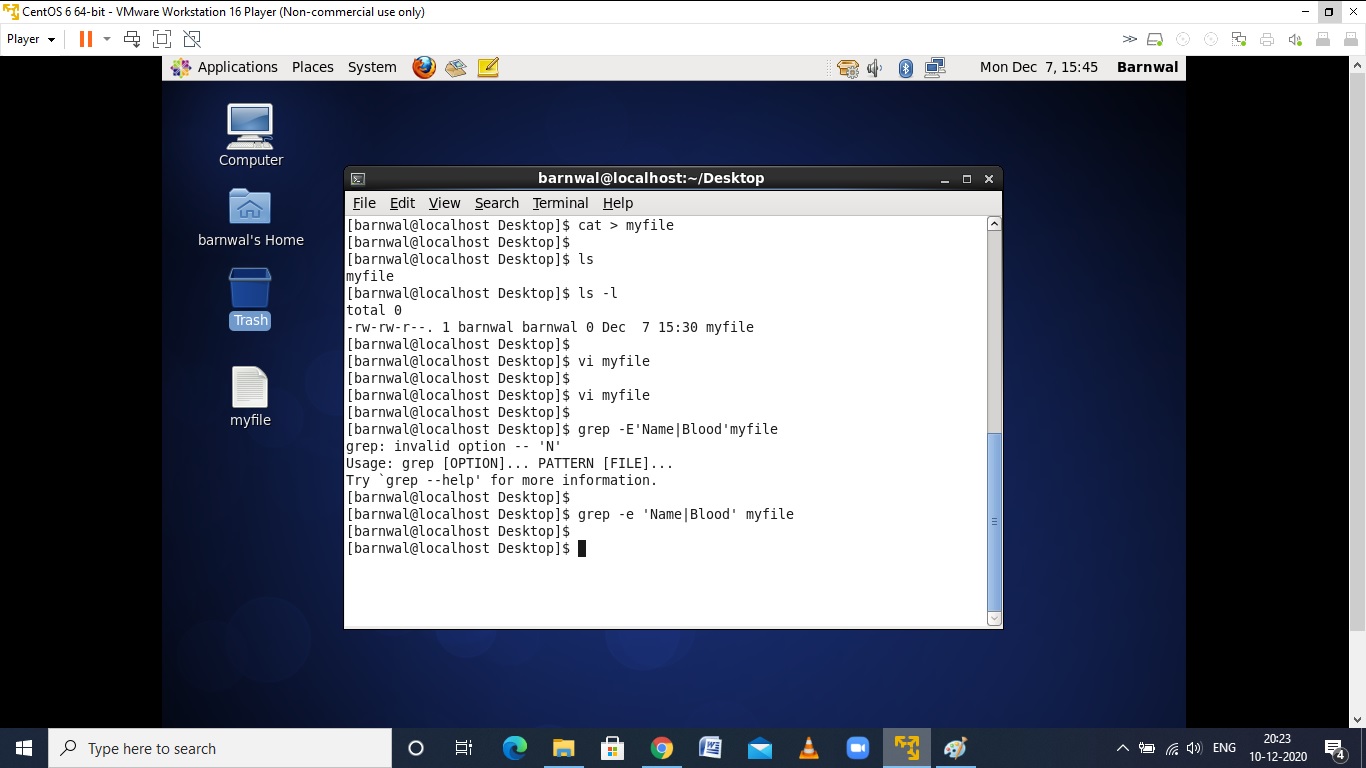 CentOS 6 64-bit - VMware Workstation 16 Player (Non-commercial use only)
Player
Applications Places System
Mon Dec  7, 15:45 Barnwal
Computer
barnwal's Home
Trash
myfile
barnwal@localhost:~/Desktop
File Edit View Search Terminal Help
[barnwal@localhost Desktop]$ cat > myfile
[barnwal@localhost Desktop]$
[barnwal@localhost Desktop]$ ls
myfile
[barnwal@localhost Desktop]$ ls -l
total 0
-rw-rw-r--. 1 barnwal barnwal 0 Dec  7 15:30 myfile
[barnwal@localhost Desktop]$
[barnwal@localhost Desktop]$ vi myfile
[barnwal@localhost Desktop]$
[barnwal@localhost Desktop]$ vi myfile
[barnwal@localhost Desktop]$
[barnwal@localhost Desktop]$ grep -E'Name|Blood'myfile
grep: invalid option -- 'N'
Usage: grep [OPTION]... PATTERN [FILE]...
Try `grep --help' for more information.
[barnwal@localhost Desktop]$
[barnwal@localhost Desktop]$ grep -e 'Name|Blood' myfile
[barnwal@localhost Desktop]$
[barnwal@localhost Desktop]$
Type here to search
ENG
20:23
10-12-2020
4